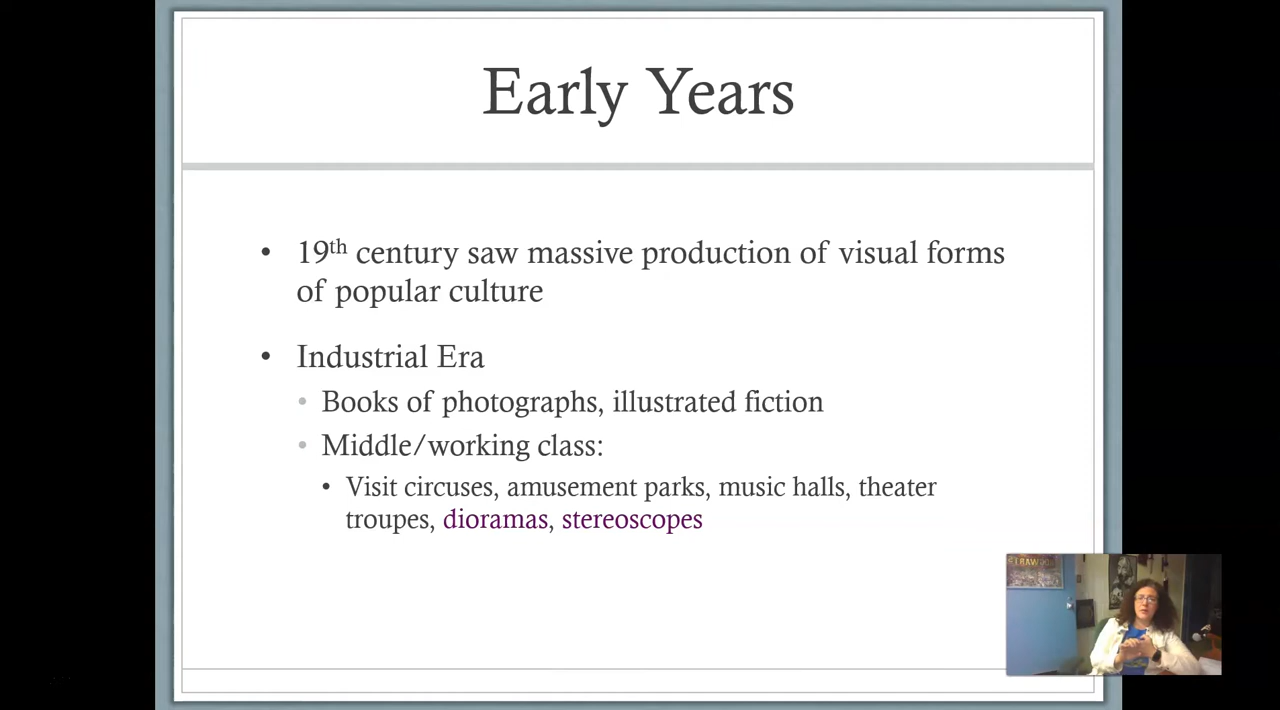 Early Years
• 19th century saw massive production of visual forms
of popular culture
• Industrial Era
• Books of photographs, illustrated fiction
• Middle/working class:
• Visit circuses, amusement parks, music halls, theater
troupes, dioramas, stereoscopes